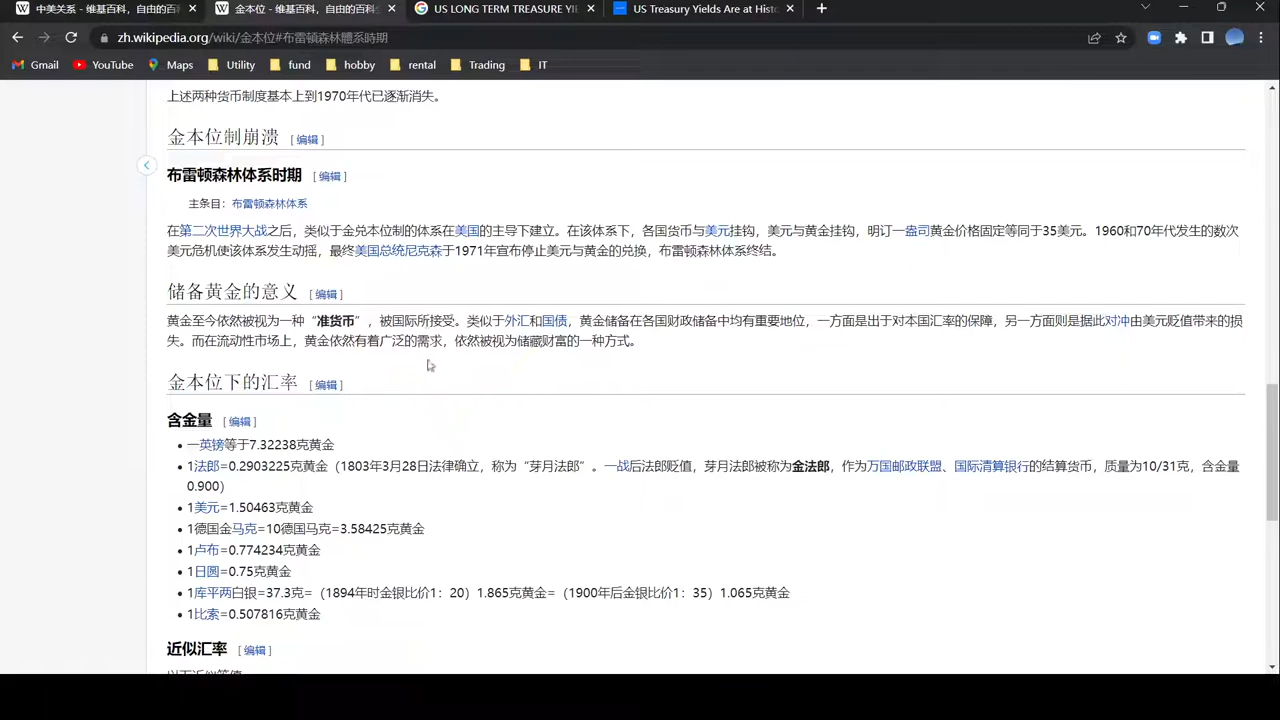 中美关系 - 维基百科，自由的百科
金本位 - 维基百科，自由的百科全
US LONG TERM TREASURE YIE
US Treasury Yields Are at Histo
zh.wikipedia.org/wiki/金本位#布雷顿森林體系時期
Gmail YouTube Maps Utility fund hobby rental Trading IT
上述两种货币制度基本上到1970年代已逐渐消失。
金本位制崩溃 [编辑]
布雷顿森林体系时期 [编辑]
主条目：布雷顿森林体系
在第二次世界大战之后，类似于金兑本位制的体系在美国的主导下建立。在该体系下，各国货币与美元挂钩，美元与黄金挂钩，明订一盎司黄金价格固定等同于35美元。1960和70年代发生的数次
美元危机使该体系发生动摇，最终美国总统尼克森于1971年宣布停止美元与黄金的兑换，布雷顿森林体系终结。
储备黄金的意义 [编辑]
黄金至今依然被视为一种“准货币”，被国际所接受。类似于外汇和国债，黄金储备在各国财政储备中均有重要地位，一方面是出于对本国汇率的保障，另一方面则是据此对冲由美元贬值带来的损
失。而在流动性市场上，黄金依然有着广泛的需求，依然被视为储藏财富的一种方式。
金本位下的汇率 [编辑]
含金量 [编辑]
• 一英镑等于7.32238克黄金
• 1法郎=0.2903225克黄金（1803年3月28日法律确立，称为“芽月法郎”。一战后法郎贬值，芽月法郎被称为金法郎，作为万国邮政联盟、国际清算银行的结算货币，质量为10/31克，含金量
0.900）
• 1美元=1.50463克黄金
• 1德国金马克=10德国马克=3.58425克黄金
• 1卢布=0.774234克黄金
• 1日圆=0.75克黄金
• 1库平两白银=37.3克=（1894年时金银比价1：20）1.865克黄金=（1900年后金银比价1：35）1.065克黄金
• 1比索=0.507816克黄金
近似汇率 [编辑]
以下近似等值